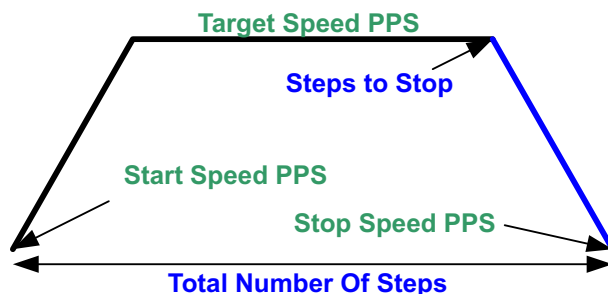 Target Speed PPS
Steps to Stop
Start Speed PPS
Stop Speed PPS
Total Number Of Steps